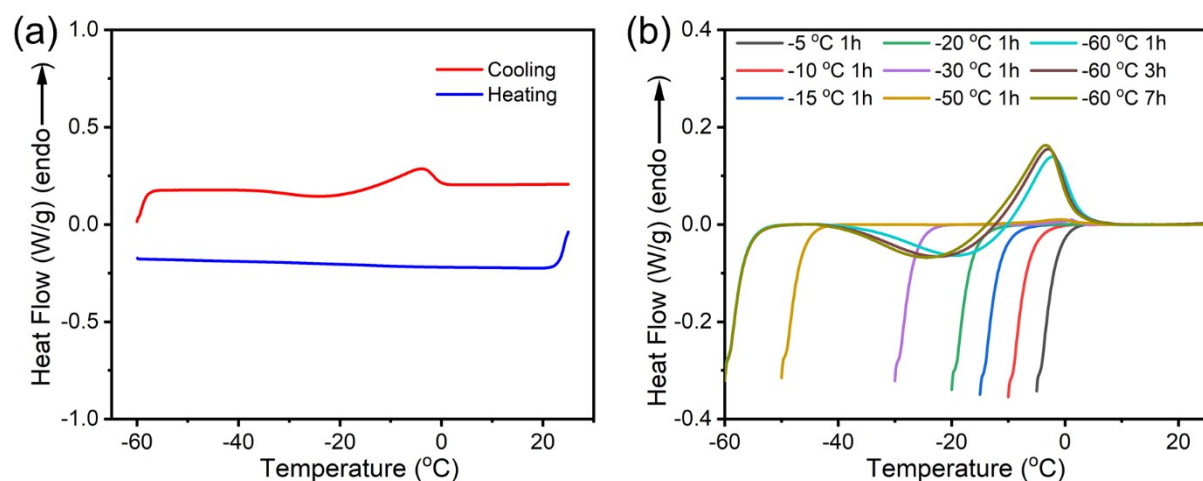 (a)
Heat Flow (W/g) (endo →)
1.0
0.5
0.0
-0.5
-1.0
Cooling
Heating
-60
-40
-20
0
20
Temperature (°C)
(b)
Heat Flow (W/g) (endo →)
0.4
0.2
0.0
-0.2
-0.4
-5 °C 1h
-20 °C 1h
-60 °C 1h
-10 °C 1h
-30 °C 1h
-60 °C 3h
-15 °C 1h
-50 °C 1h
-60 °C 7h
-60
-40
-20
0
20
Temperature (°C)